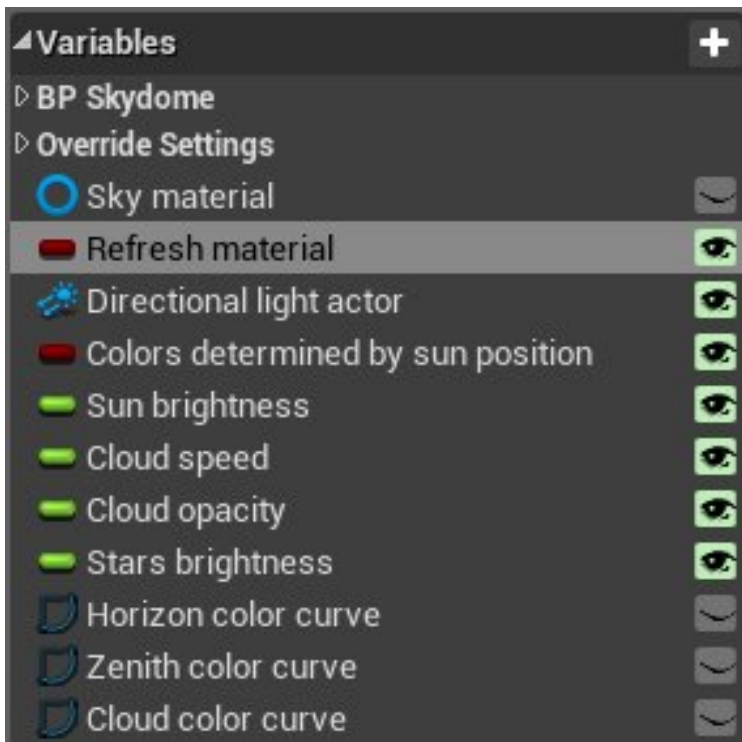 Variables
BP Skydome
Override Settings
Sky material
Refresh material
Directional light actor
Colors determined by sun position
Sun brightness
Cloud speed
Cloud opacity
Stars brightness
Horizon color curve
Zenith color curve
Cloud color curve